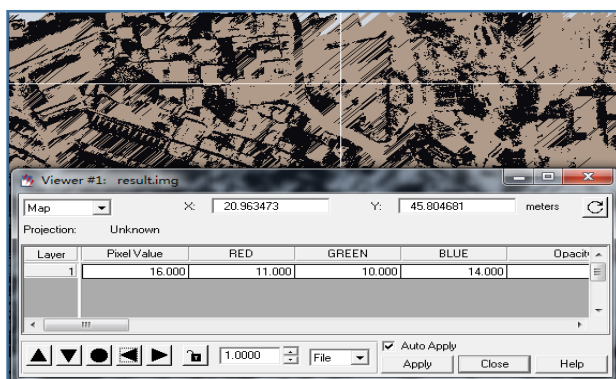 Viewer #1: result.img
Map X: 20.963473 Y: 45.804681 meters
Projection: Unknown
Layer Pixel Value RED GREEN BLUE Opacit
1 16.000 11.000 10.000 14.000
1.0000 File Auto Apply
Apply Close Help